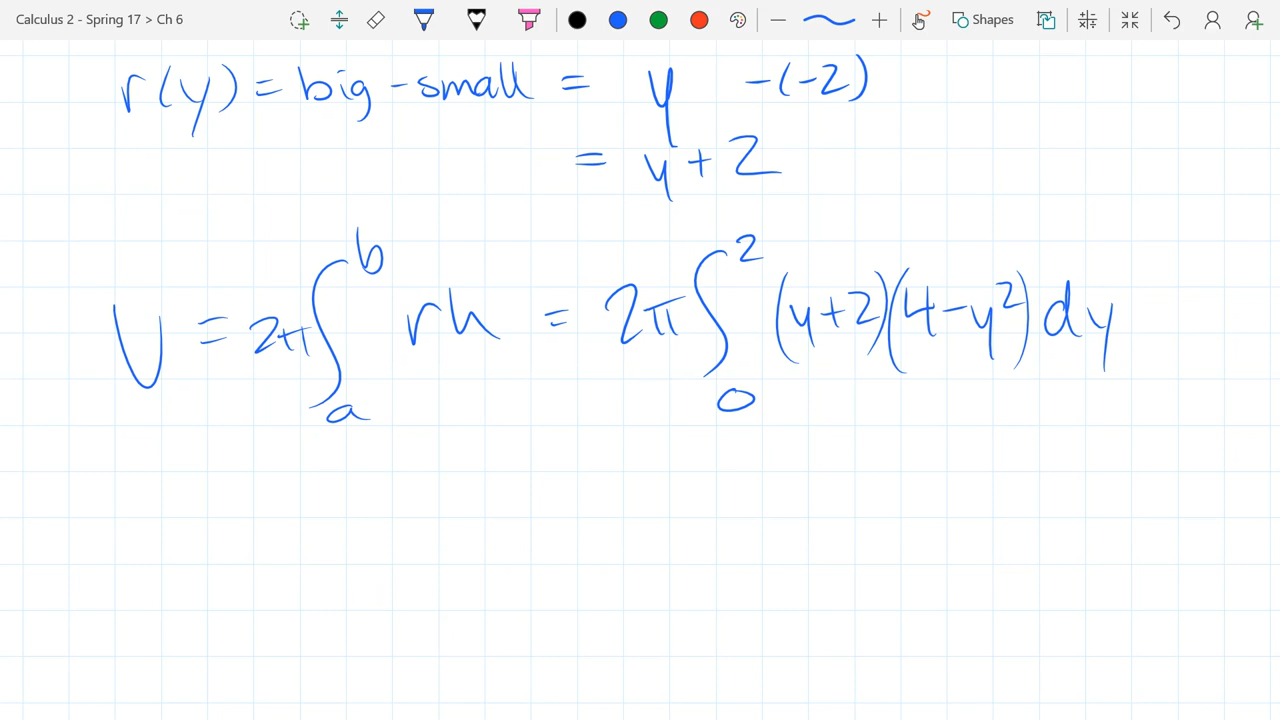 Calculus 2 - Spring 17 > Ch 6
Shapes
r(y) = big - small = y -(-2)
= y + 2
V = 2π ∫_a^b rh = 2π ∫_0^2 (y+2)(4-y²) dy